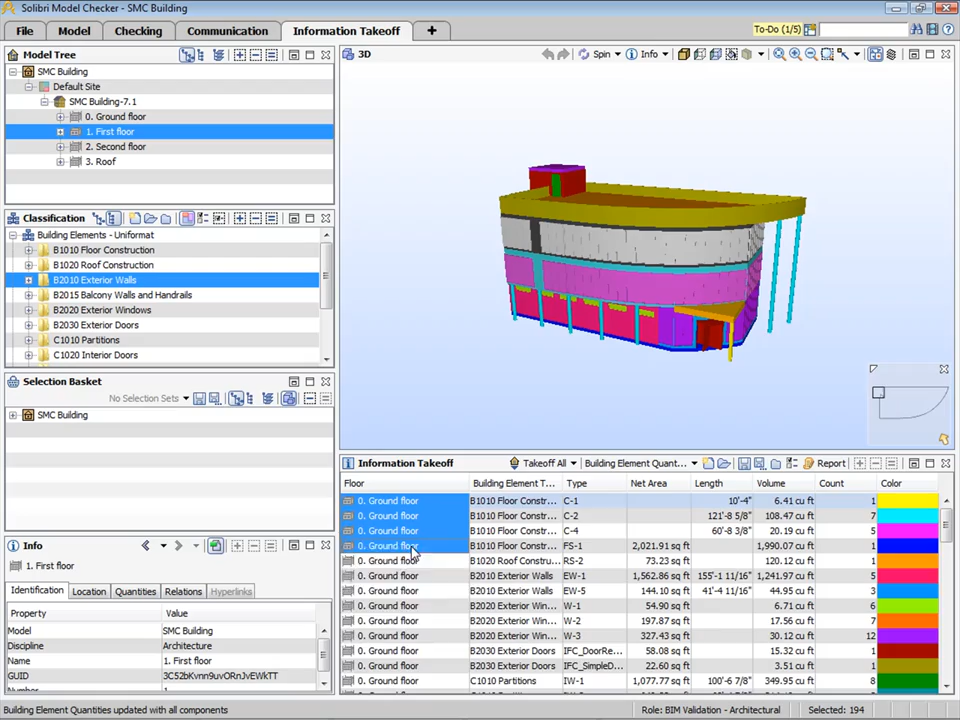 Solibri Model Checker - SMC Building
File Model Checking Communication Information Takeoff +
To-Do (1/5)
Model Tree
SMC Building
Default Site
SMC Building-7.1
0. Ground floor
1. First floor
2. Second floor
3. Roof
Classification
Building Elements - Uniformat
B1010 Floor Construction
B1020 Roof Construction
B2010 Exterior Walls
B2015 Balcony Walls and Handrails
B2020 Exterior Windows
B2030 Exterior Doors
C1010 Partitions
C1020 Interior Doors
Selection Basket
No Selection Sets
SMC Building
Info
1. First floor
Identification Location Quantities Relations Hyperlinks
Property Value
Model SMC Building
Discipline Architecture
Name 1. First floor
GUID 3C52bKvnn9uvORnJvEWkTT
Number 1
3D
Spin Info
Information Takeoff
Takeoff All Building Element Quant... Report
Floor Building Element T... Type Net Area Length Volume Count Color
0. Ground floor B1010 Floor Constr... C-1 10'-4" 6.41 cu ft 1
0. Ground floor B1010 Floor Constr... C-2 121'-8 5/8" 108.47 cu ft 7
0. Ground floor B1010 Floor Constr... C-4 60'-8 5/8" 20.19 cu ft 5
0. Ground floor B1010 Floor Constr... FS-1 2,021.91 sq ft 1,990.07 cu ft 1
0. Ground floor B1020 Roof Constru... RS-2 73.23 sq ft 120.12 cu ft 1
0. Ground floor B2010 Exterior Walls EW-1 1,562.86 sq ft 155'-1 11/16" 1,241.97 cu ft 5
0. Ground floor B2010 Exterior Walls EW-5 144.10 sq ft 41'-4 11/16" 44.95 cu ft 3
0. Ground floor B2020 Exterior Win... W-1 54.90 sq ft 6.71 cu ft 6
0. Ground floor B2020 Exterior Win... W-2 197.87 sq ft 17.56 cu ft 7
0. Ground floor B2020 Exterior Win... W-3 327.43 sq ft 30.12 cu ft 12
0. Ground floor B2030 Exterior Doors IFC_DoorRe... 58.08 sq ft 15.32 cu ft 1
0. Ground floor B2030 Exterior Doors IFC_SimpleD... 22.60 sq ft 3.51 cu ft 1
0. Ground floor C1010 Partitions IW-1 1,077.77 sq ft 100'-6 7/8" 349.95 cu ft 8
0. Ground floor
Building Element Quantities updated with all components
Role: BIM Validation - Architectural Selected: 194